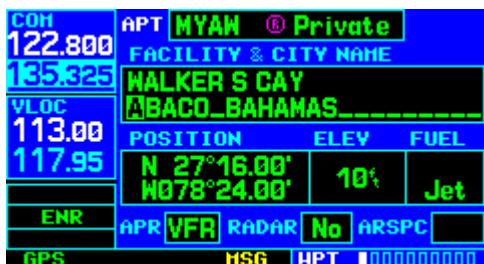 COM
122.800
135.325
VLOC
113.00
117.95
ENR
GPS
APT MYAW ® Private
FACILITY & CITY NAME
WALKER S CAY
ABACO_BAHAMAS_________
POSITION ELEV FUEL
N 27°16.00' 10ft Jet
W078°24.00'
APR VFR RADAR No ARSPC
MSG WPT